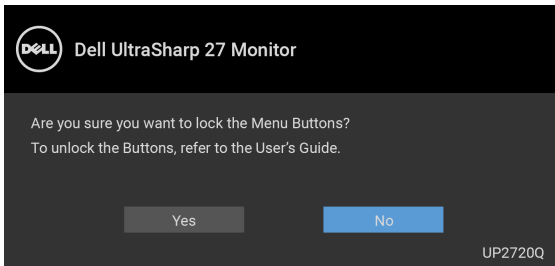 DELL Dell UltraSharp 27 Monitor
Are you sure you want to lock the Menu Buttons?
To unlock the Buttons, refer to the User's Guide.
Yes No
UP2720Q